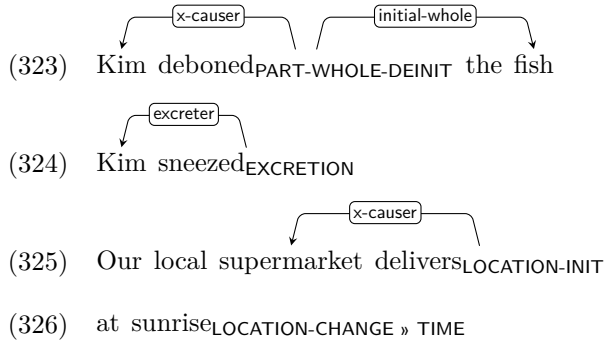 x-causer initial-whole
(323) Kim deboned PART-WHOLE-DEINIT the fish
excreter
(324) Kim sneezed EXCRETION
x-causer
(325) Our local supermarket delivers LOCATION-INIT
(326) at sunrise LOCATION-CHANGE » TIME